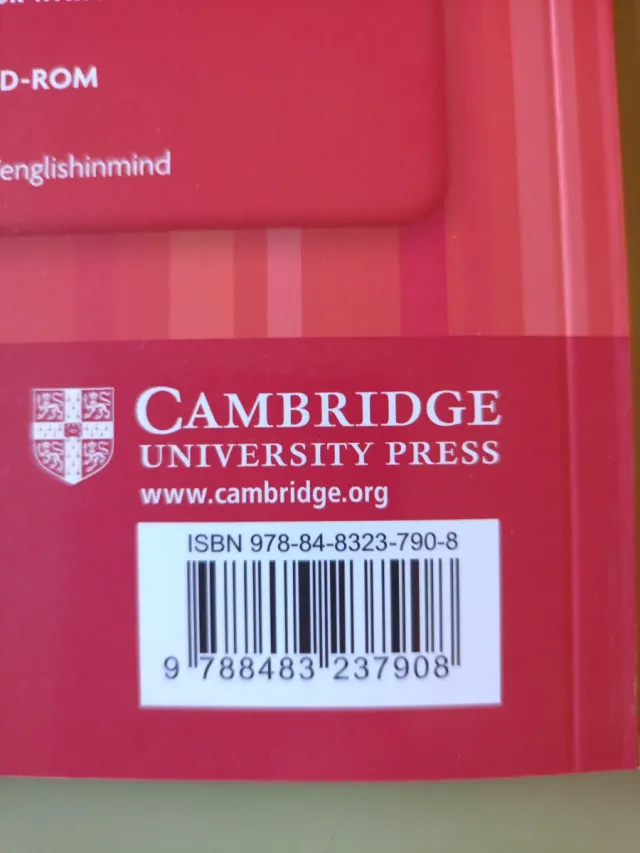 D-ROM
/englishinmind
CAMBRIDGE
UNIVERSITY PRESS
www.cambridge.org
ISBN 978-84-8323-790-8
9 788483 237908